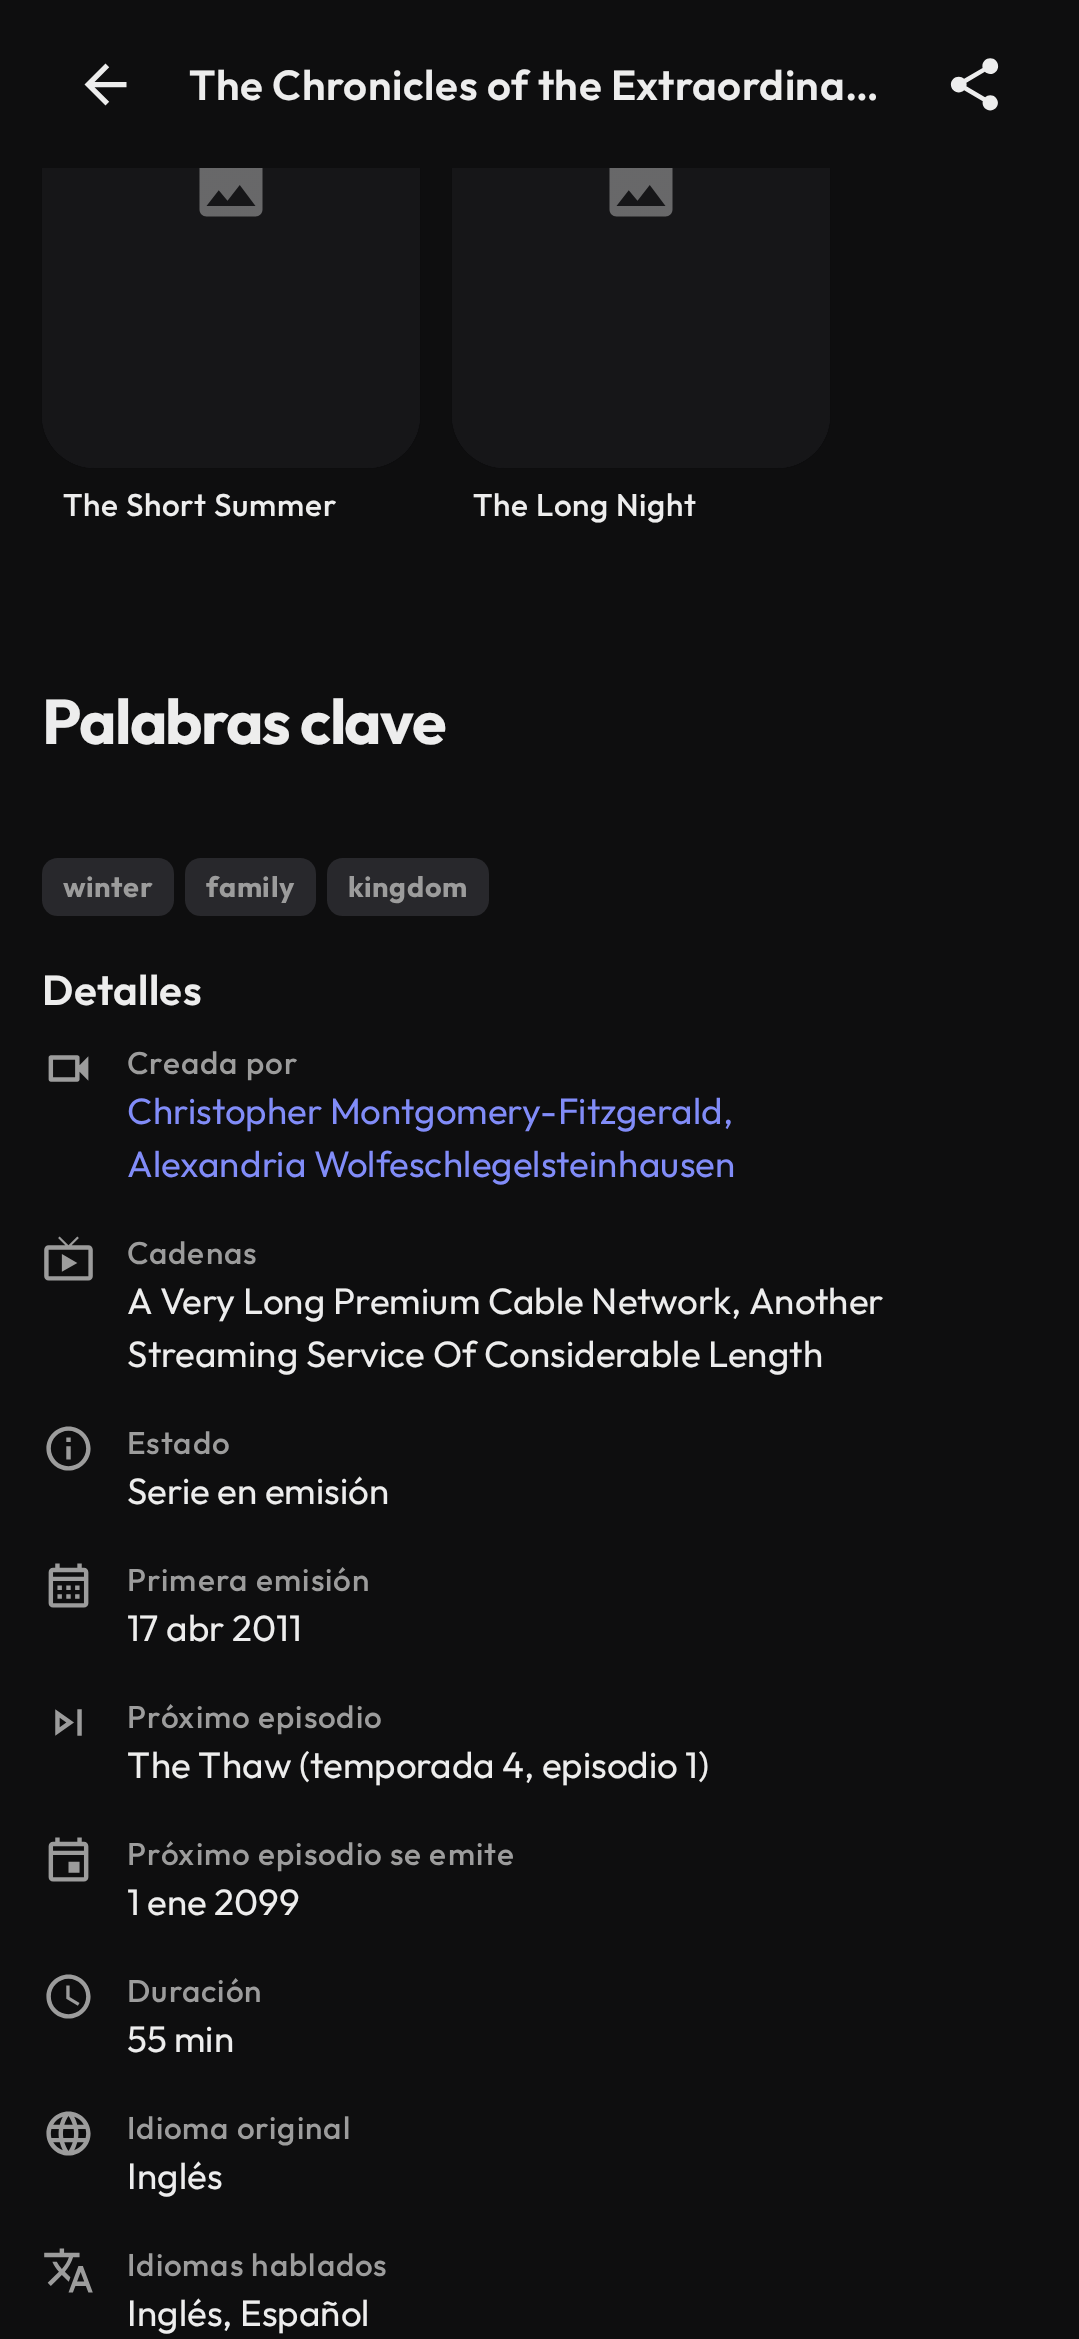 The Chronicles of the Extraordina...
The Short Summer
The Long Night
Palabras clave
winter
family
kingdom
Detalles
Creada por
Christopher Montgomery-Fitzgerald,
Alexandria Wolfeschlegelsteinhausen
Cadenas
A Very Long Premium Cable Network, Another
Streaming Service Of Considerable Length
Estado
Serie en emisión
Primera emisión
17 abr 2011
Próximo episodio
The Thaw (temporada 4, episodio 1)
Próximo episodio se emite
1 ene 2099
Duración
55 min
Idioma original
Inglés
Idiomas hablados
Inglés, Español